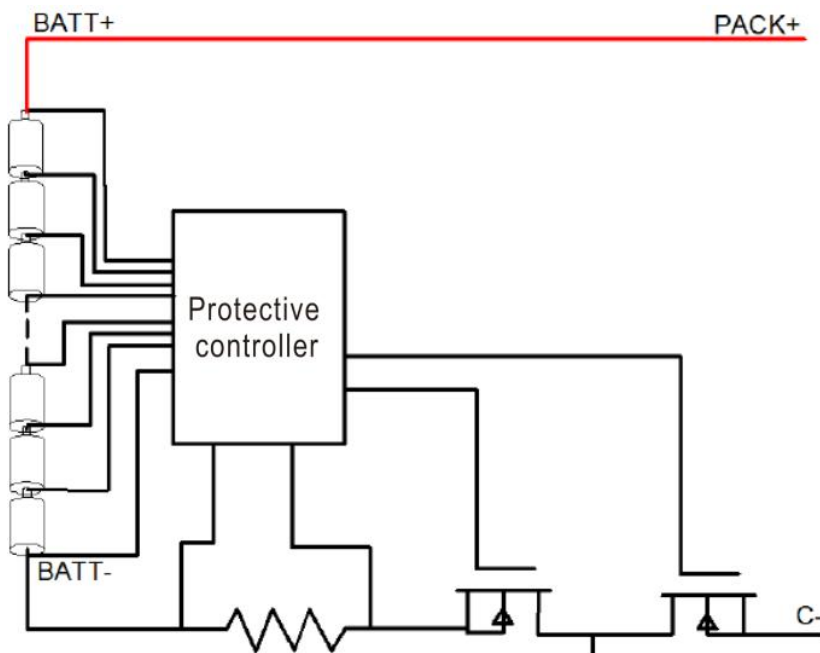 BATT+
PACK+
Protective
controller
BATT-
C-